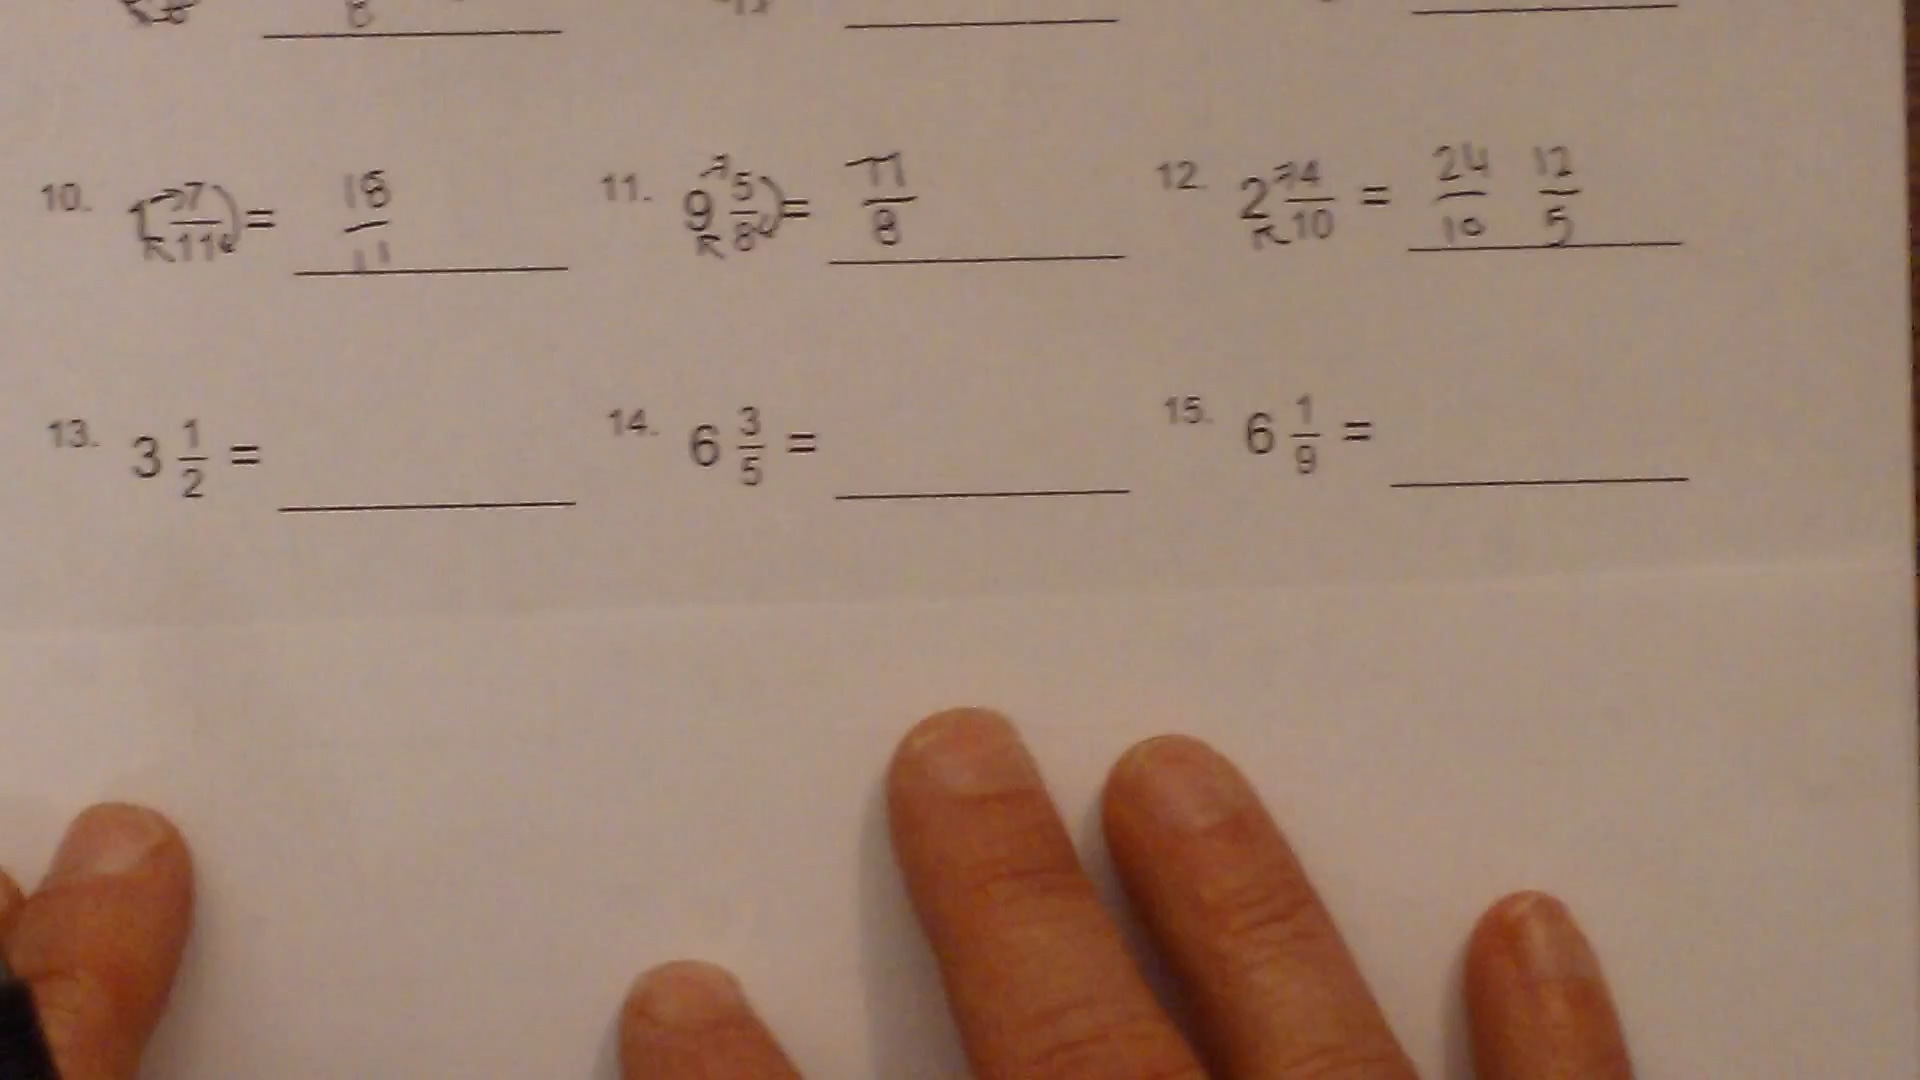 10. 1 7/11 = 18/11
11. 9 5/8 = 77/8
12. 2 4/10 = 24/10 12/5
13. 3 1/2 =
14. 6 3/5 =
15. 6 1/9 =